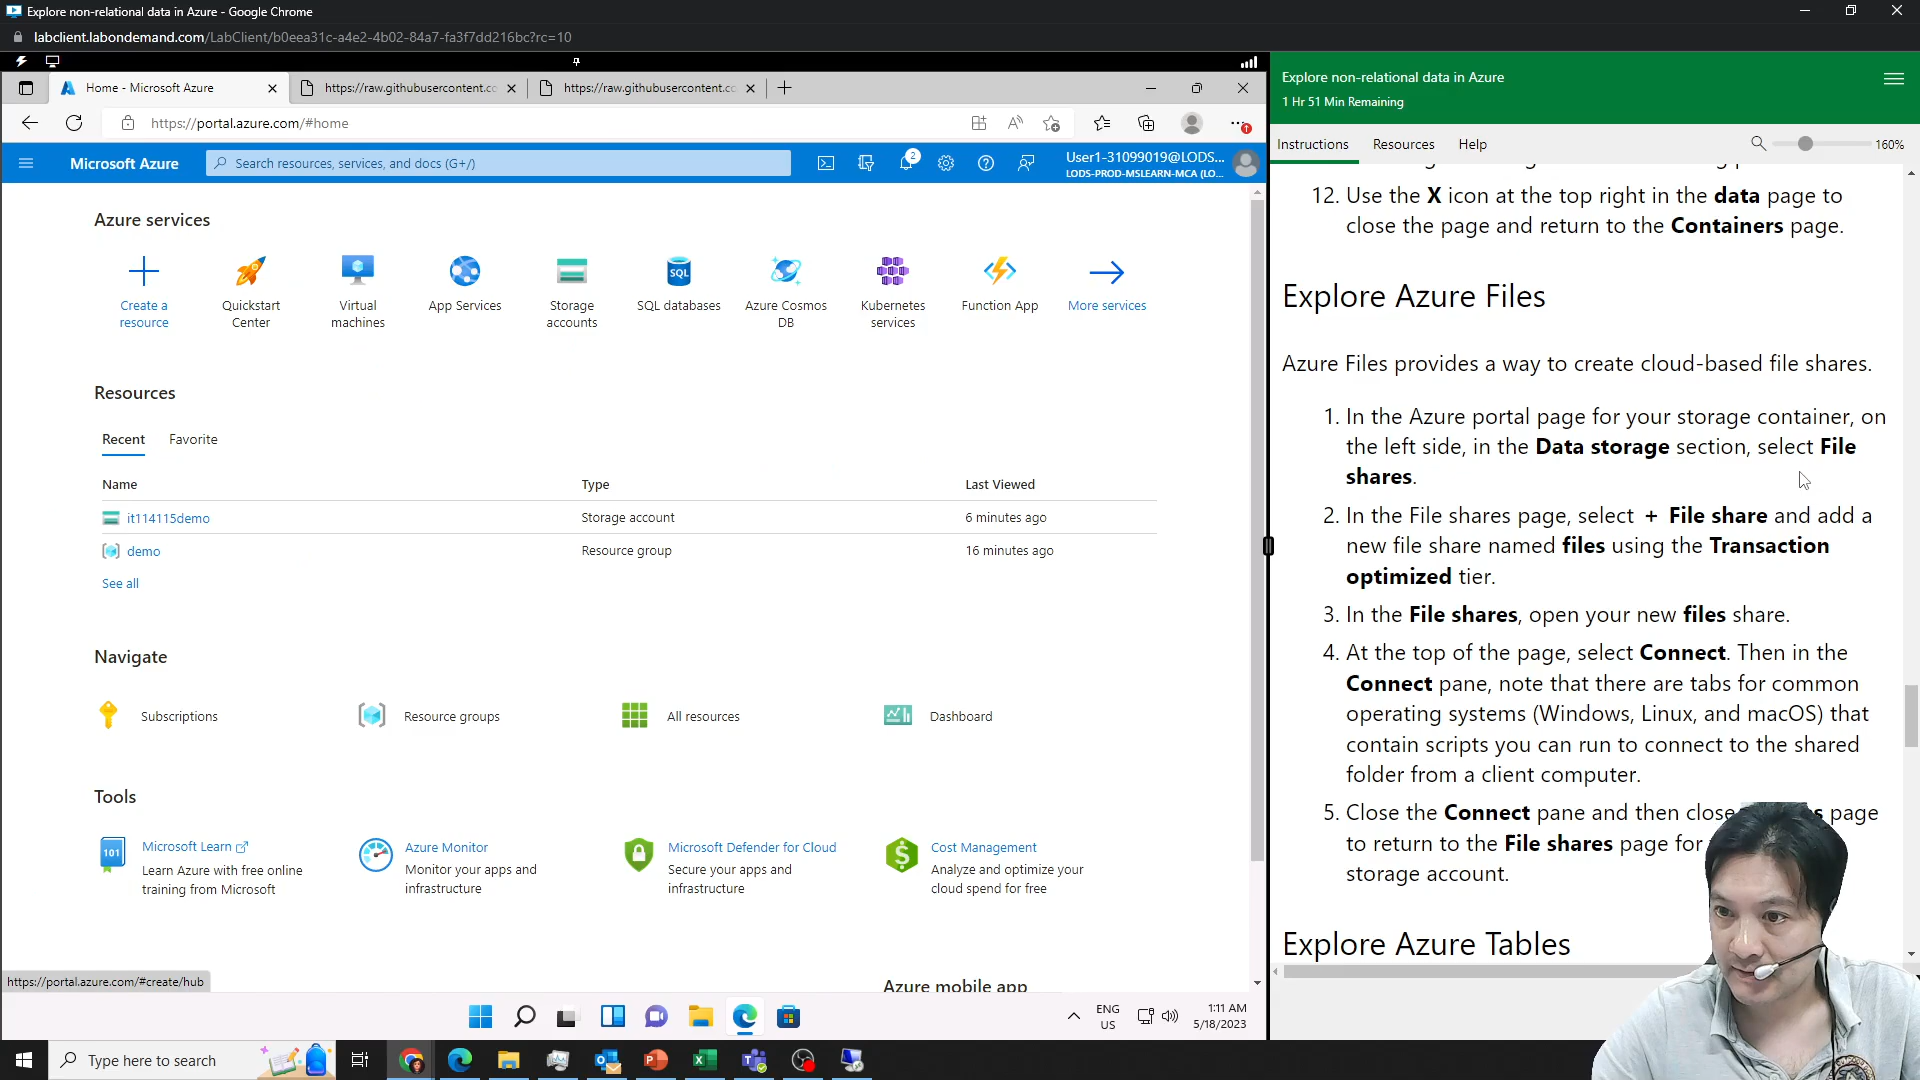 Explore non-relational data in Azure - Google Chrome
labclient.labondemand.com/LabClient/b0eea31c-a4e2-4b02-84a7-fa3f7dd216bc?rc=10
Home - Microsoft Azure
https://raw.githubusercontent.cc
https://raw.githubusercontent.cc
https://portal.azure.com/#home
Microsoft Azure
Search resources, services, and docs (G+/)
2
User1-31099019@LODS...
LODS-PROD-MSLEARN-MCA (LO...
Azure services
Create a resource
Quickstart Center
Virtual machines
App Services
Storage accounts
SQL
SQL databases
Azure Cosmos DB
Kubernetes services
Function App
More services
Resources
Recent
Favorite
Name
Type
Last Viewed
it114115demo
Storage account
6 minutes ago
demo
Resource group
16 minutes ago
See all
Navigate
Subscriptions
Resource groups
All resources
Dashboard
Tools
101
Microsoft Learn
Learn Azure with free online
training from Microsoft
Azure Monitor
Monitor your apps and
infrastructure
Microsoft Defender for Cloud
Secure your apps and
infrastructure
Cost Management
Analyze and optimize your
cloud spend for free
https://portal.azure.com/#create/hub
Azure mobile app
ENG
US
1:11 AM
5/18/2023
Type here to search
Explore non-relational data in Azure
1 Hr 51 Min Remaining
Instructions
Resources
Help
160%
12. Use the X icon at the top right in the data page to
close the page and return to the Containers page.
Explore Azure Files
Azure Files provides a way to create cloud-based file shares.
1. In the Azure portal page for your storage container, on
the left side, in the Data storage section, select File
shares.
2. In the File shares page, select + File share and add a
new file share named files using the Transaction
optimized tier.
3. In the File shares, open your new files share.
4. At the top of the page, select Connect. Then in the
Connect pane, note that there are tabs for common
operating systems (Windows, Linux, and macOS) that
contain scripts you can run to connect to the shared
folder from a client computer.
5. Close the Connect pane and then close page
to return to the File shares page for
storage account.
Explore Azure Tables